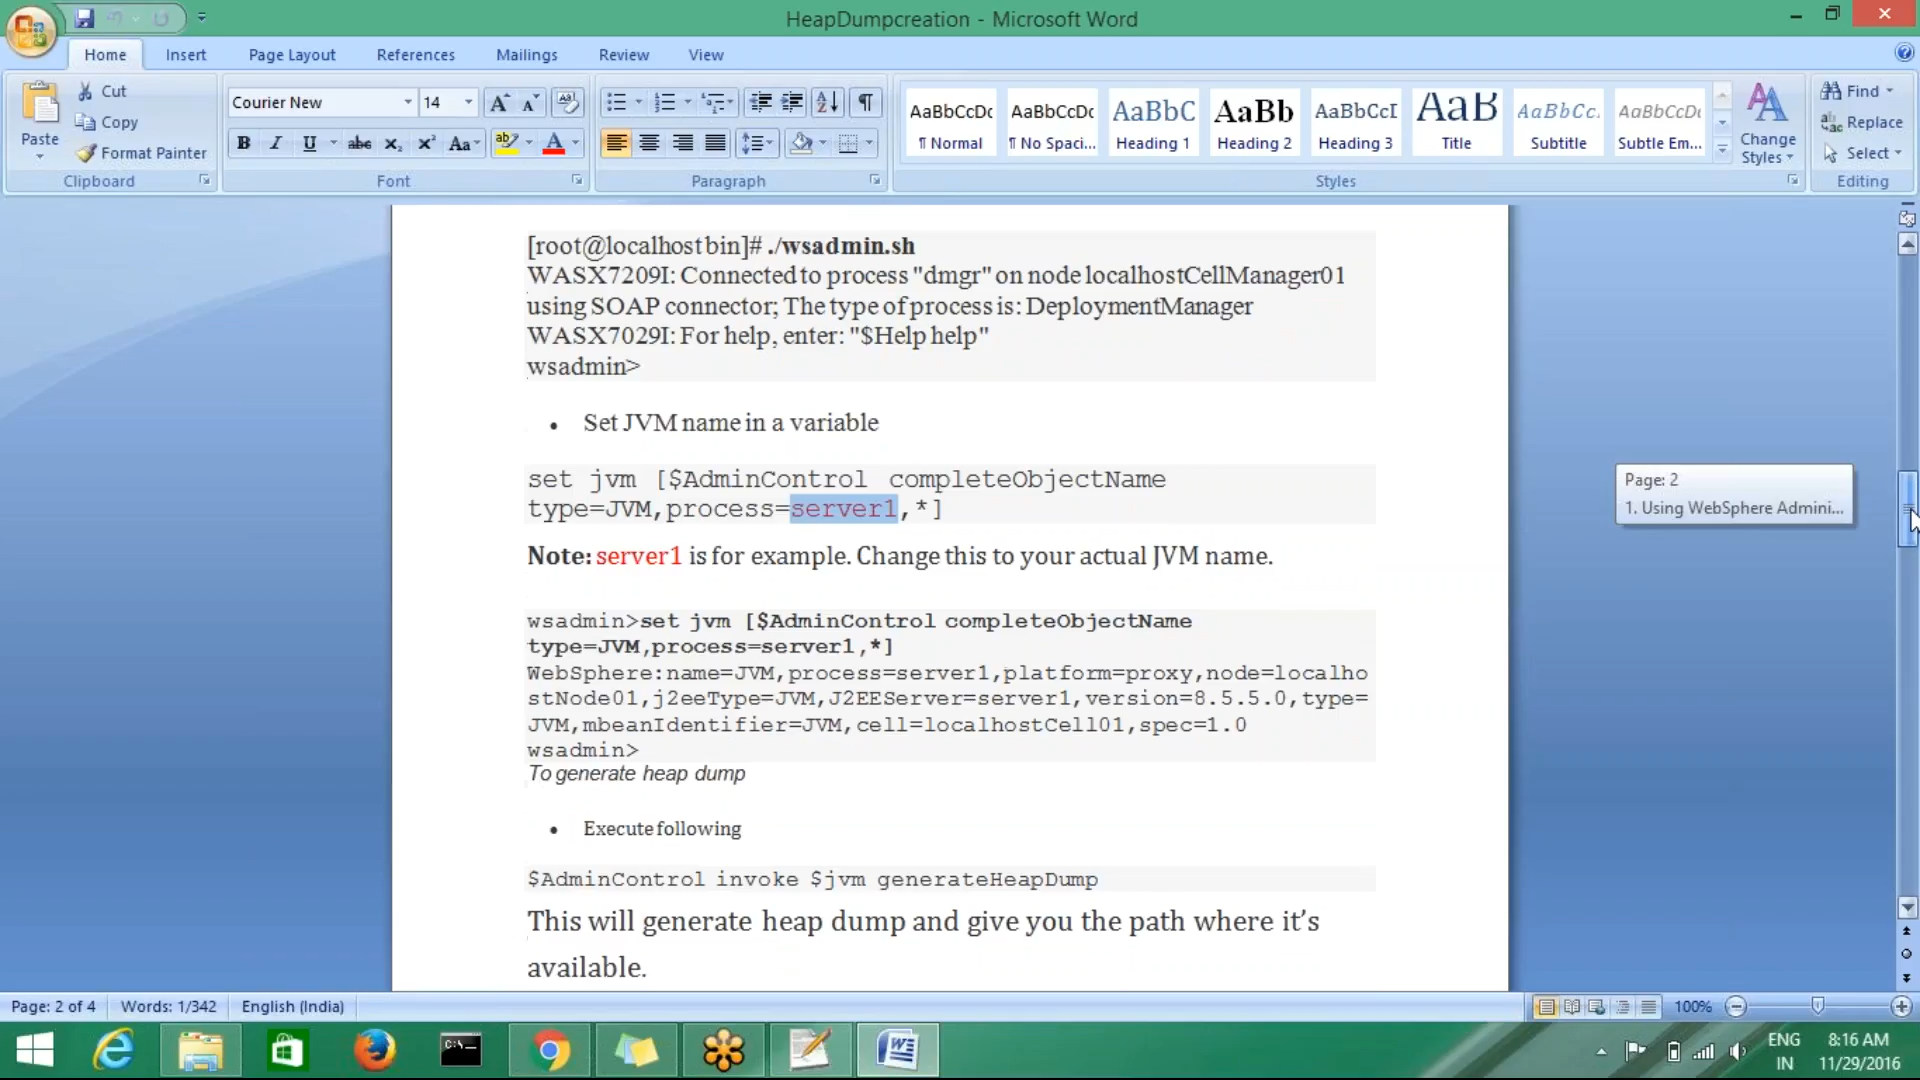 HeapDumpcreation - Microsoft Word
Home Insert Page Layout References Mailings Review View
Paste
Cut
Copy
Format Painter
Clipboard
Courier New 14
Font
Paragraph
AaBbCcDc AaBbCcDc AaBbC AaBb AaBbCcI AaB AaBbCc. AaBbCcDc
¶ Normal ¶ No Spaci... Heading 1 Heading 2 Heading 3 Title Subtitle Subtle Em...
Change
Styles
Styles
Find
Replace
Select
Editing
[root@localhost bin]# ./wsadmin.sh
WASX7209I: Connected to process "dmgr" on node localhostCellManager01
using SOAP connector; The type of process is: DeploymentManager
WASX7029I: For help, enter: "$Help help"
wsadmin>
• Set JVM name in a variable
set jvm [$AdminControl completeObjectName
type=JVM,process=server1,*]
Note: server1 is for example. Change this to your actual JVM name.
wsadmin>set jvm [$AdminControl completeObjectName
type=JVM,process=server1,*]
WebSphere:name=JVM,process=server1,platform=proxy,node=localho
stNode01,j2eeType=JVM,J2EEServer=server1,version=8.5.5.0,type=
JVM,mbeanIdentifier=JVM,cell=localhostCell01,spec=1.0
wsadmin>
To generate heap dump
• Execute following
$AdminControl invoke $jvm generateHeapDump
This will generate heap dump and give you the path where it’s
available.
Page: 2
1. Using WebSphere Admini...
Page: 2 of 4 Words: 1/342 English (India) 100%
ENG 8:16 AM
IN 11/29/2016